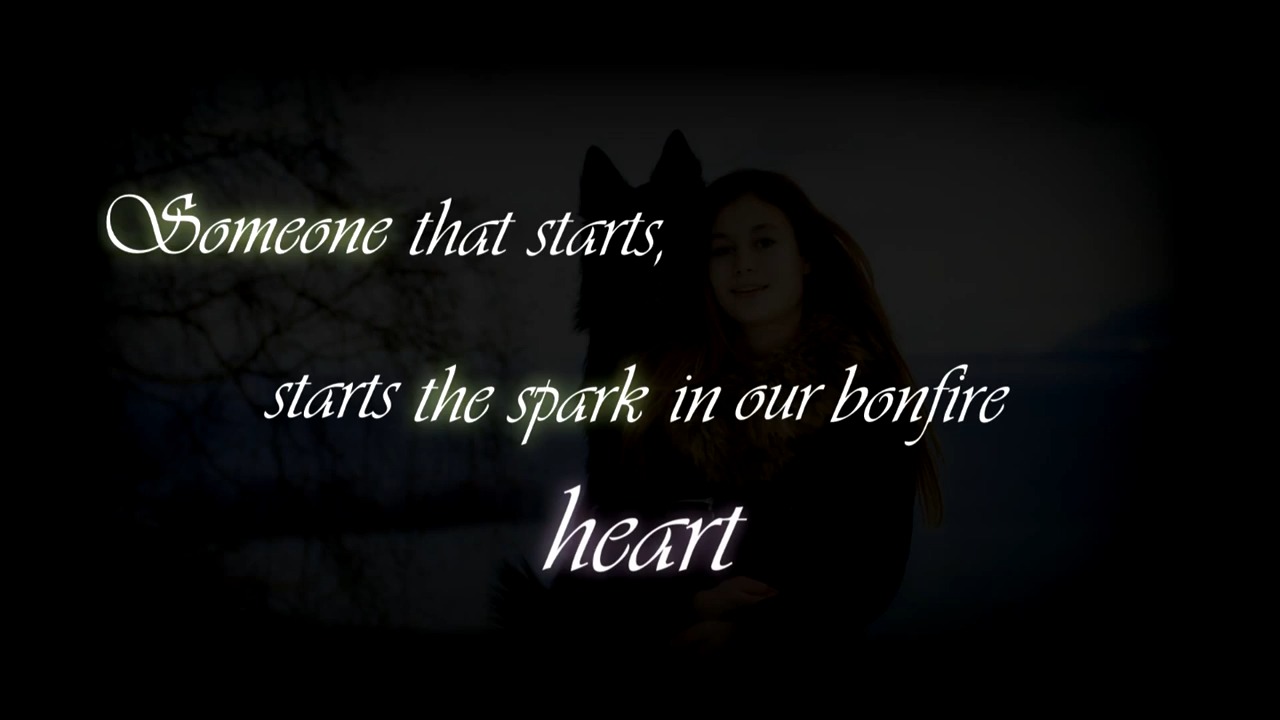 Someone that starts,
starts the spark in our bonfire
heart